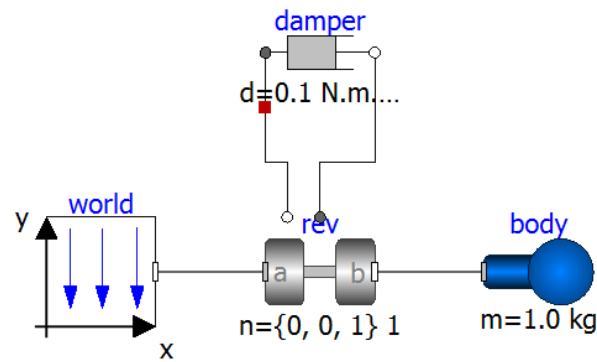 damper
d=0.1 N.m....
world
y
rev
body
a
b
n={0, 0, 1} 1
m=1.0 kg
x